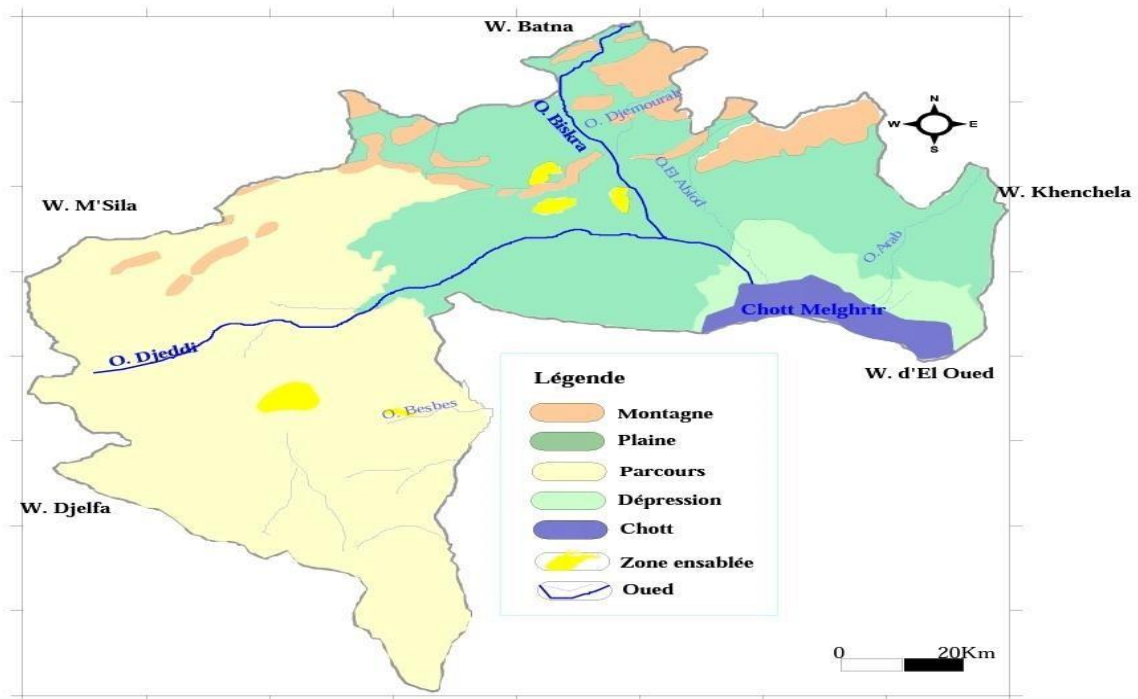 W. Batna
N
W
E
S
O. Biskra
O. Djemourah
O.El Abiod
W. Khenchela
W. M'Sila
O.Arab
Chott Melghrir
O. Djeddi
W. d'El Oued
O. Besbes
W. Djelfa
Légende
Montagne
Plaine
Parcours
Dépression
Chott
Zone ensablée
Oued
0 20Km